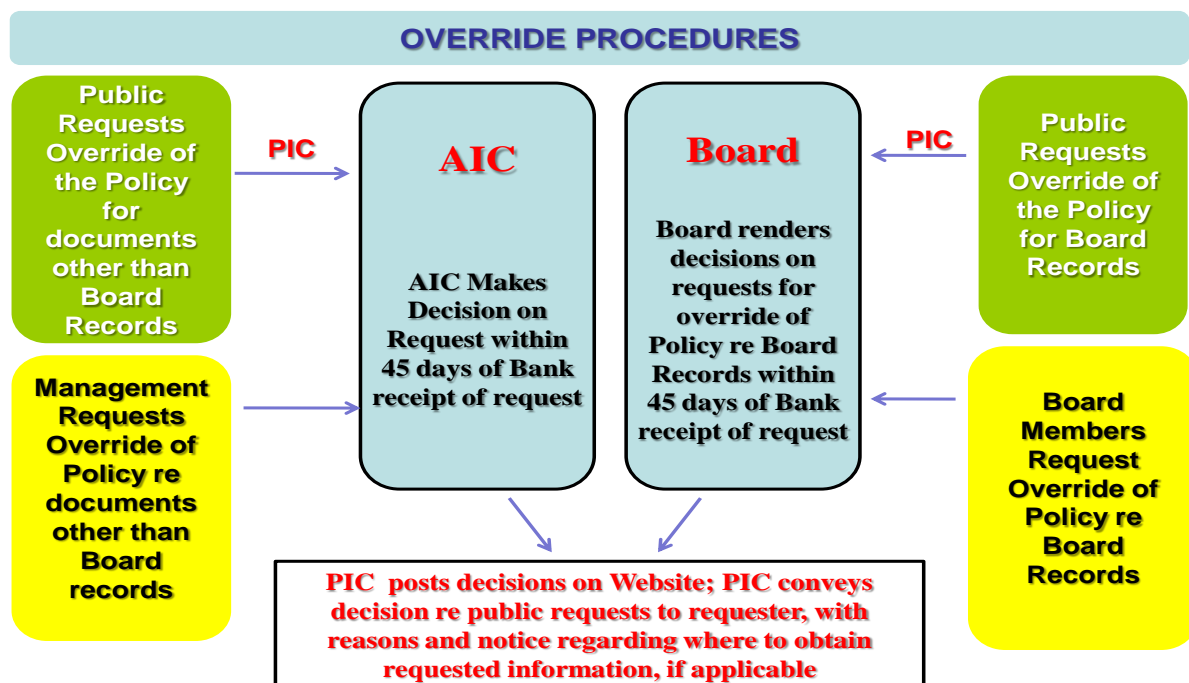 OVERRIDE PROCEDURES
Public
Requests
Override of
the Policy
for
documents
other than
Board
Records
PIC
Management
Requests
Override of
Policy re
documents
other than
Board
records
AIC
AIC Makes
Decision on
Request within
45 days of Bank
receipt of request
Board
Board renders
decisions on
requests for
override of
Policy re Board
Records within
45 days of Bank
receipt of request
PIC
Public
Requests
Override of
the Policy
for Board
Records
Board
Members
Request
Override of
Policy re
Board
Records
PIC posts decisions on Website; PIC conveys
decision re public requests to requester, with
reasons and notice regarding where to obtain
requested information, if applicable